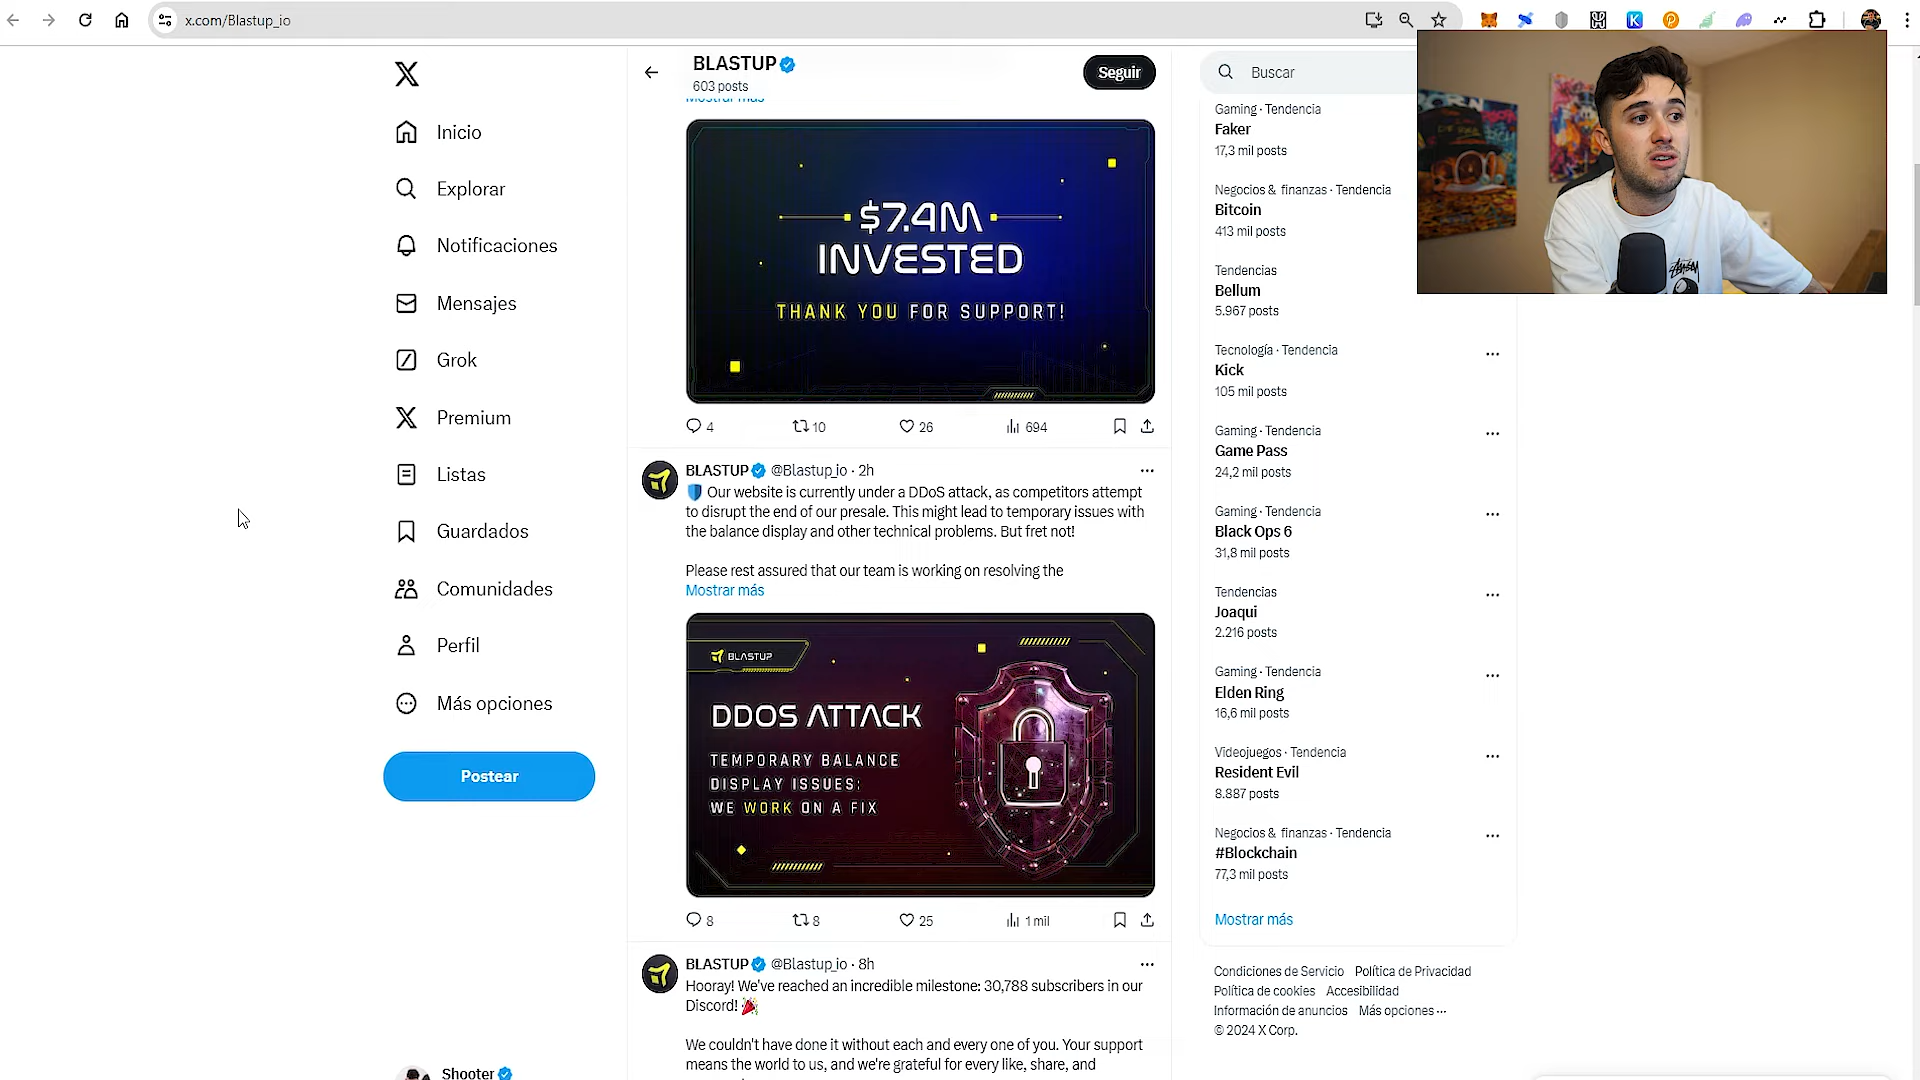 x.com/Blastup_io
BLASTUP
603 posts
Seguir
Mostrar más
Buscar
Inicio
Explorar
Notificaciones
Mensajes
Grok
Premium
Listas
Guardados
Comunidades
Perfil
Más opciones
Postear
Shooter
$7.4M
INVESTED
THANK YOU FOR SUPPORT!
4
10
26
694
BLASTUP @Blastup_io · 2h
Our website is currently under a DDoS attack, as competitors attempt
to disrupt the end of our presale. This might lead to temporary issues with
the balance display and other technical problems. But fret not!
Please rest assured that our team is working on resolving the
Mostrar más
BLASTUP
DDOS ATTACK
TEMPORARY BALANCE
DISPLAY ISSUES:
WE WORK ON A FIX
8
8
25
1 mil
BLASTUP @Blastup_io · 8h
Hooray! We've reached an incredible milestone: 30,788 subscribers in our
Discord!
We couldn't have done it without each and every one of you. Your support
means the world to us, and we're grateful for every like, share, and
Gaming · Tendencia
Faker
17,3 mil posts
Negocios & finanzas · Tendencia
Bitcoin
413 mil posts
Tendencias
Bellum
5.967 posts
Tecnología · Tendencia
Kick
105 mil posts
Gaming · Tendencia
Game Pass
24,2 mil posts
Gaming · Tendencia
Black Ops 6
31,8 mil posts
Tendencias
Joaqui
2.216 posts
Gaming · Tendencia
Elden Ring
16,6 mil posts
Videojuegos · Tendencia
Resident Evil
8.887 posts
Negocios & finanzas · Tendencia
#Blockchain
77,3 mil posts
Mostrar más
Condiciones de Servicio Política de Privacidad
Política de cookies Accesibilidad
Información de anuncios Más opciones ···
© 2024 X Corp.